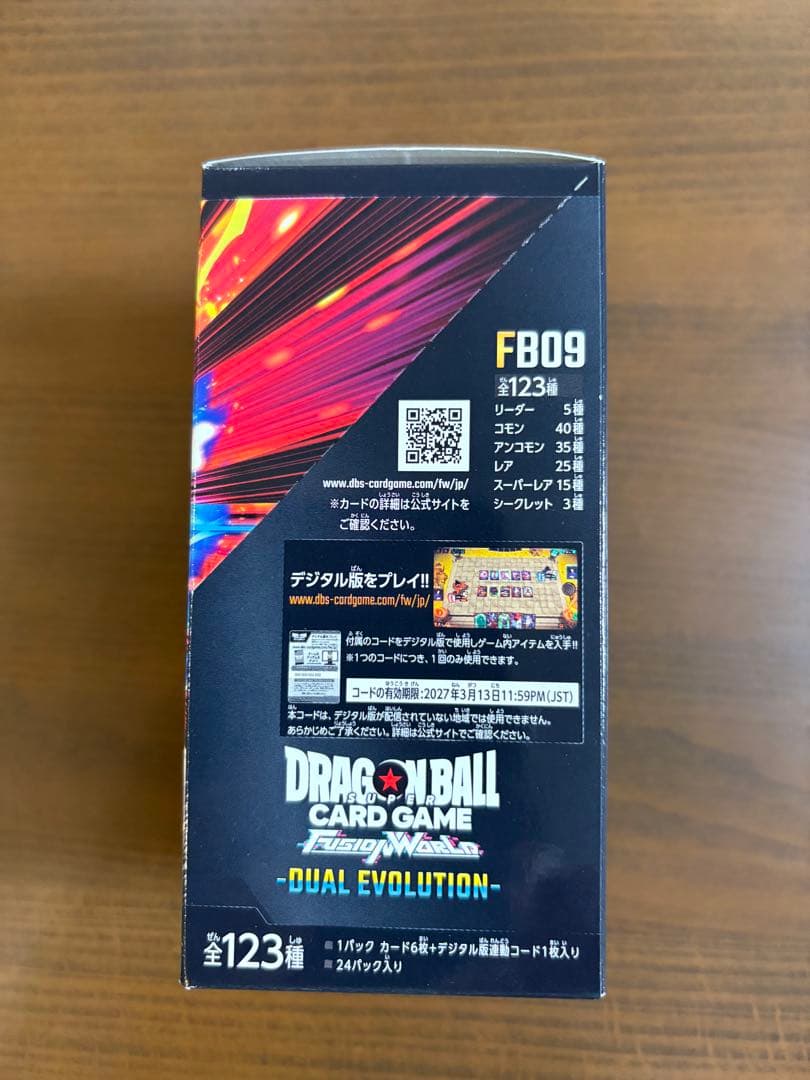 FB09
全123種
リーダー 5種
コモン 40種
アンコモン 35種
レア 25種
スーパーレア 15種
シークレット 3種
www.dbs-cardgame.com/fw/jp/
※カードの詳細は公式サイトを
ご確認ください。
デジタル版をプレイ!!
www.dbs-cardgame.com/fw/jp/
付属のコードをデジタル版で使用しゲーム内アイテムを入手!!
※1つのコードにつき、1回のみ使用できます。
コードの有効期限:2027年3月13日11:59PM(JST)
本コードは、デジタル版が配信されていない地域では使用できません。
あらかじめご了承ください。詳細は公式サイトでご確認ください。
DRAGON BALL
SUPER
CARD GAME
FUSION WORLD
-DUAL EVOLUTION-
全123種
1パック カード6枚+デジタル版連動コード1枚入り
24パック入り